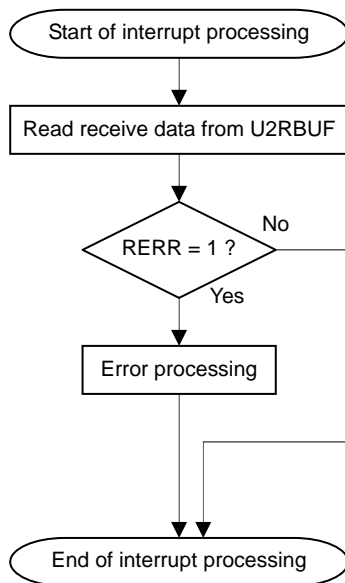 Start of interrupt processing
Read receive data from U2RBUF
No
RERR = 1 ?
Yes
Error processing
End of interrupt processing